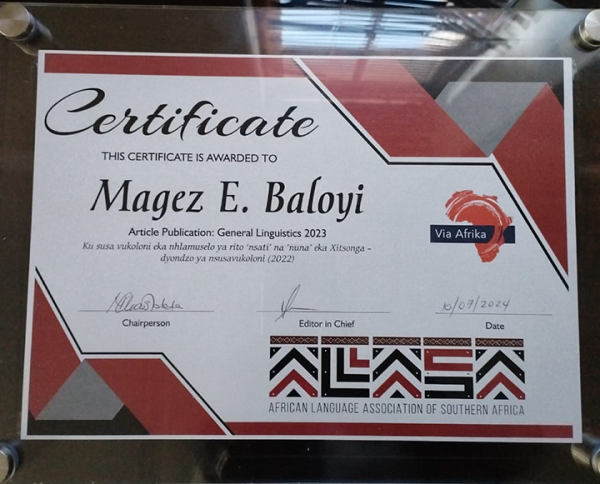 Certificate
THIS CERTIFICATE IS AWARDED TO
Magez E. Baloyi
Article Publication: General Linguistics 2023
Ku susa vukoloni eka nhlamuselo ya rito 'nsati' na 'nuna' eka Xitsonga –
dyondzo ya nsusavukoloni (2022)
Via Afrika
10/07/2024
Chairperson
Editor in Chief
Date
ALASA
AFRICAN LANGUAGE ASSOCIATION OF SOUTHERN AFRICA